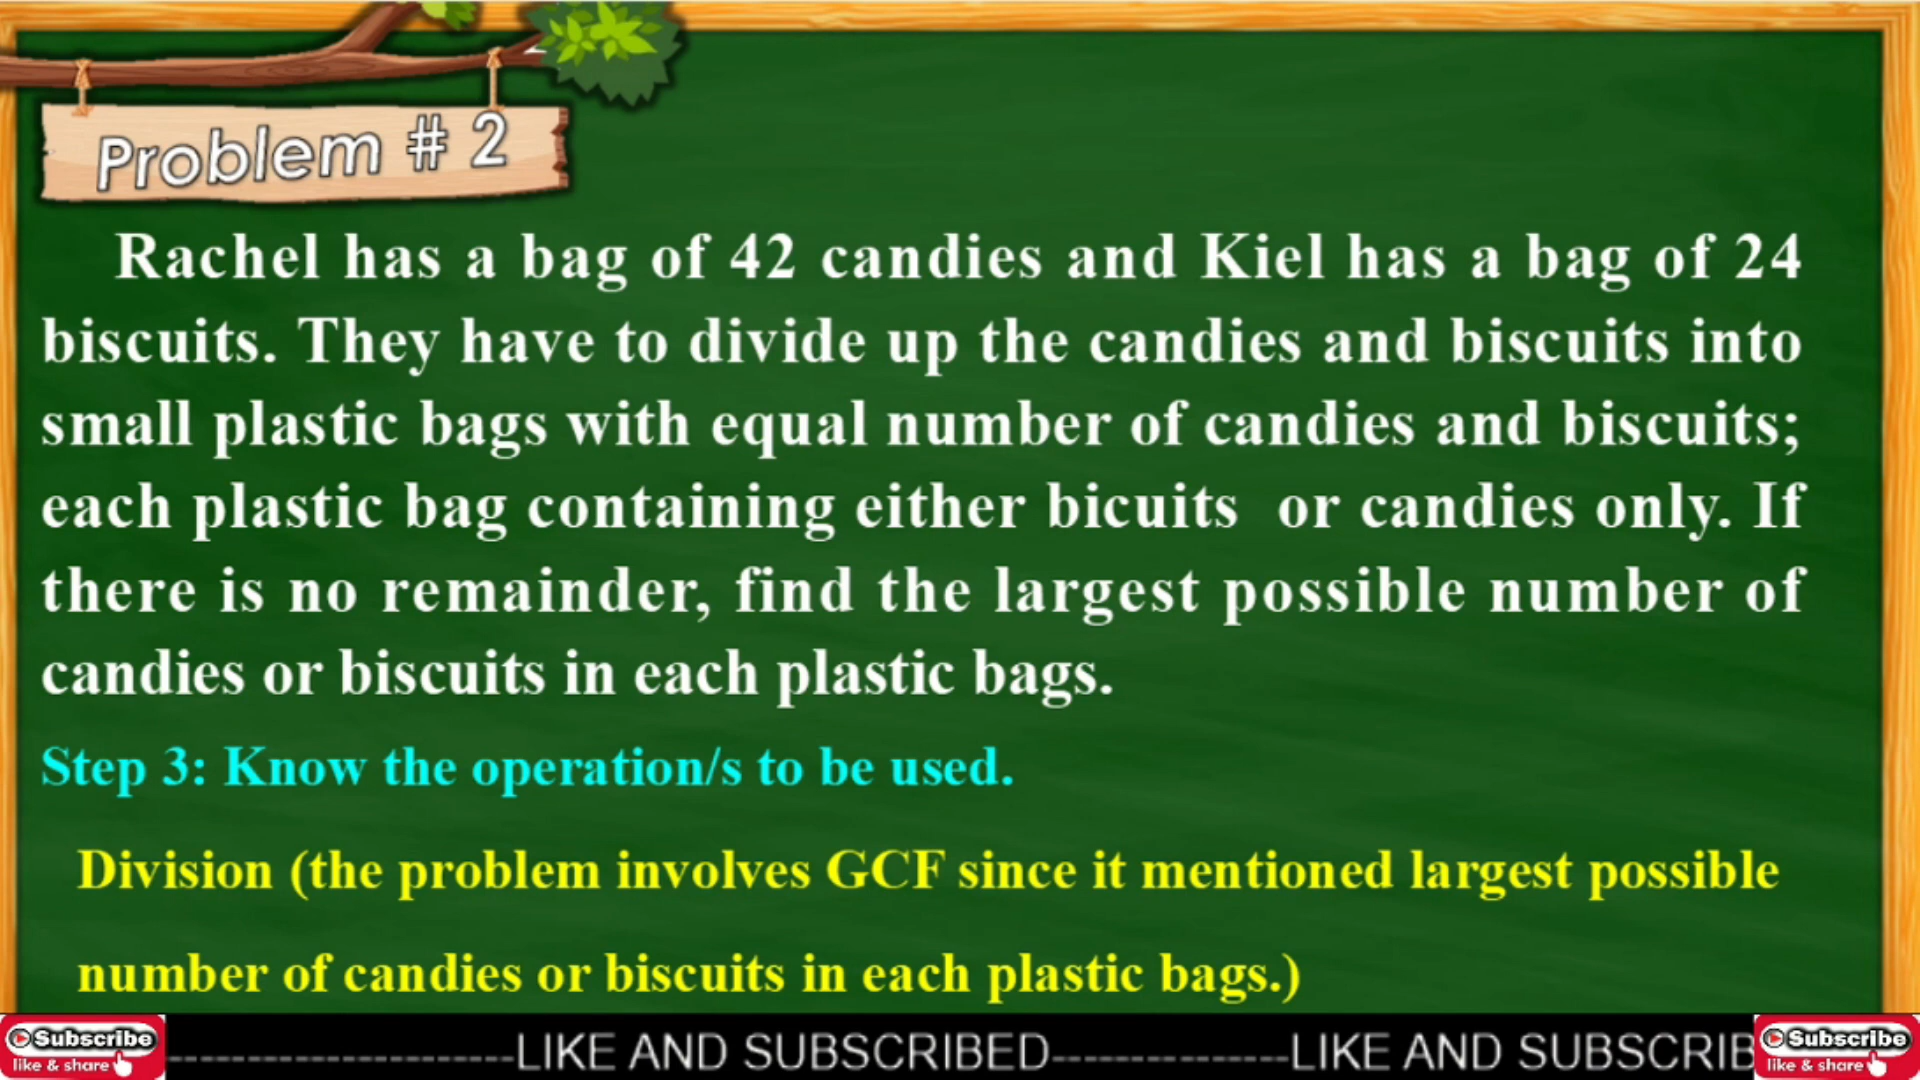 Problem # 2
Rachel has a bag of 42 candies and Kiel has a bag of 24
biscuits. They have to divide up the candies and biscuits into
small plastic bags with equal number of candies and biscuits;
each plastic bag containing either bicuits or candies only. If
there is no remainder, find the largest possible number of
candies or biscuits in each plastic bags.
Step 3: Know the operation/s to be used.
Division (the problem involves GCF since it mentioned largest possible
number of candies or biscuits in each plastic bags.)
Subscribe
like & share
----------------------LIKE AND SUBSCRIBED---------------LIKE AND SUBSCRIB
Subscribe
like & share